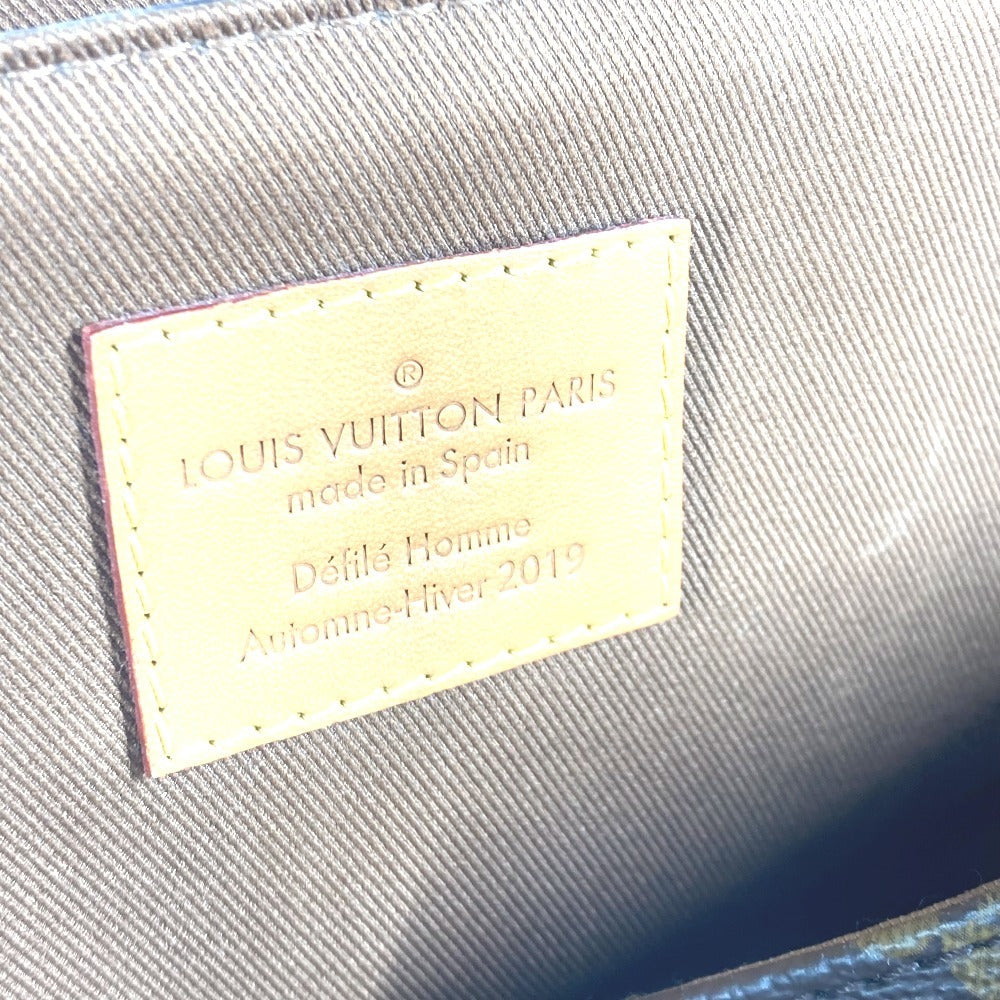 ®
LOUIS VUITTON PARIS
made in Spain
Défilé Homme
Automne-Hiver 2019